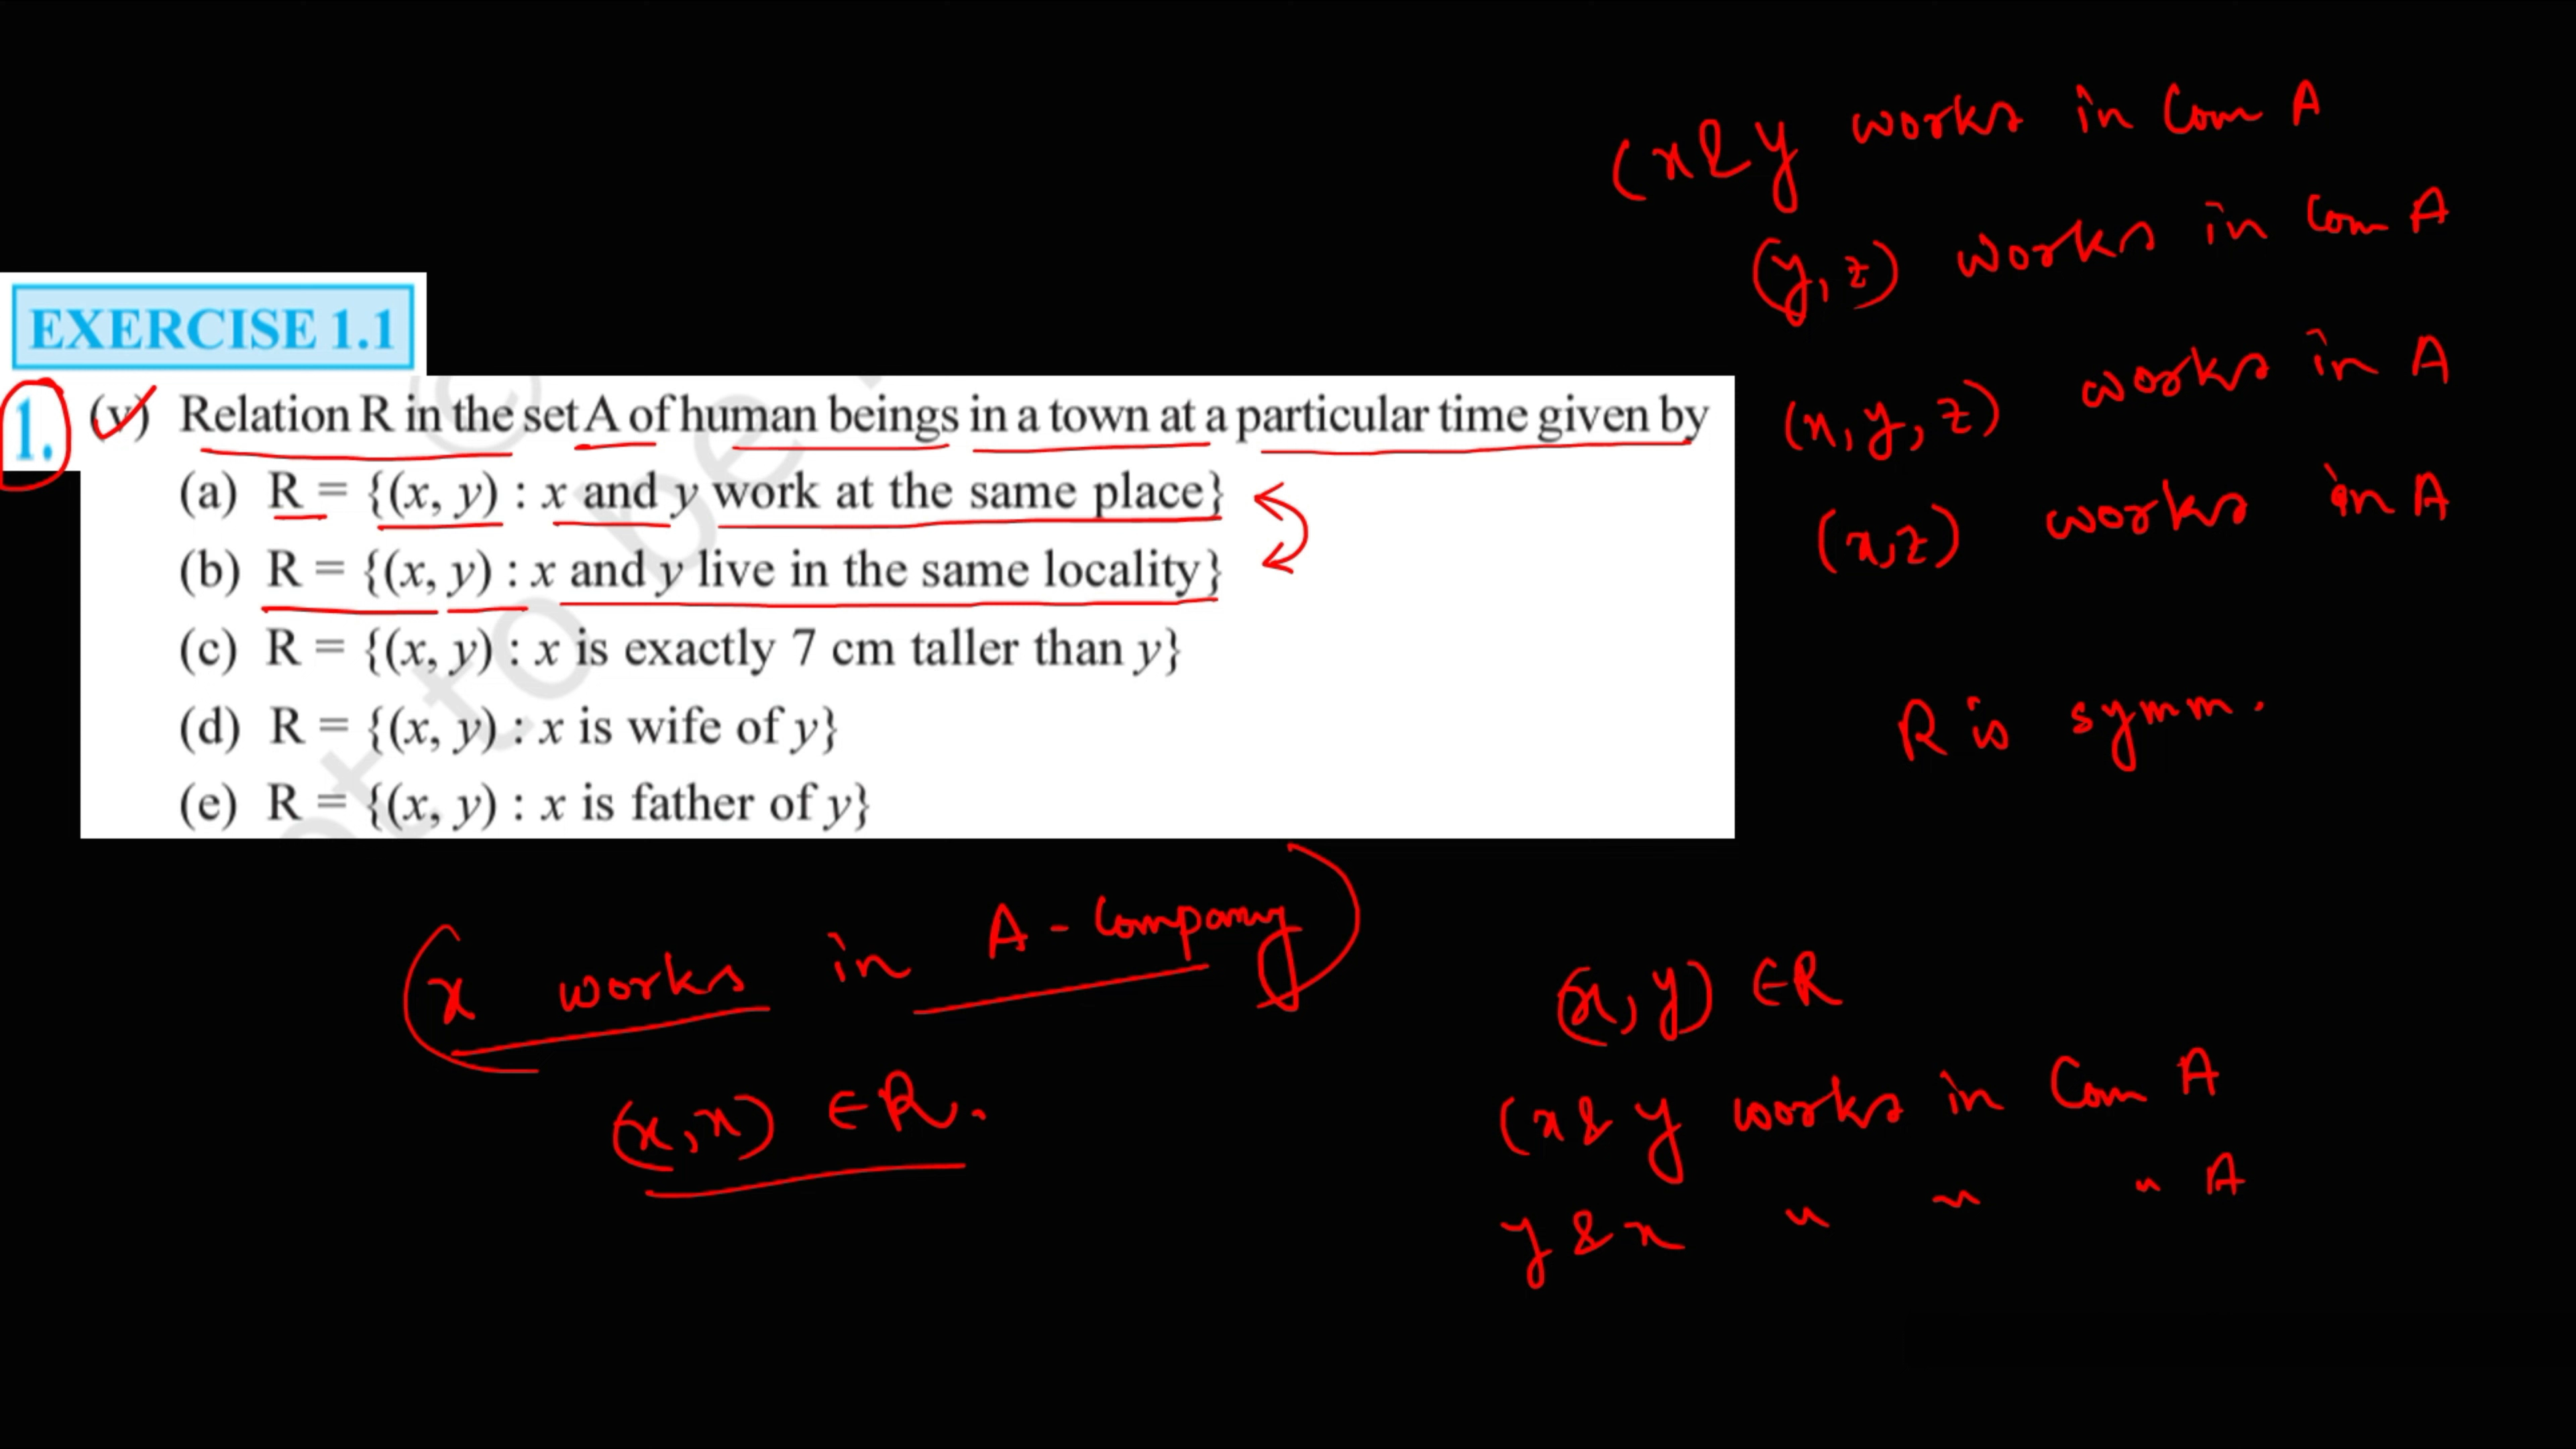 EXERCISE 1.1
1. (v) Relation R in the set A of human beings in a town at a particular time given by
(a) R = {(x, y) : x and y work at the same place}
(b) R = {(x, y) : x and y live in the same locality}
(c) R = {(x, y) : x is exactly 7 cm taller than y}
(d) R = {(x, y) : x is wife of y}
(e) R = {(x, y) : x is father of y}
(x & y works in Com A
(y, z) works in Com A
(x, y, z) works in A
(x, z) works in A
R is symm.
(x works in A - Company)
(x, x) ∈ R.
(x, y) ∈ R
(x & y works in Com A
y & x " " " A